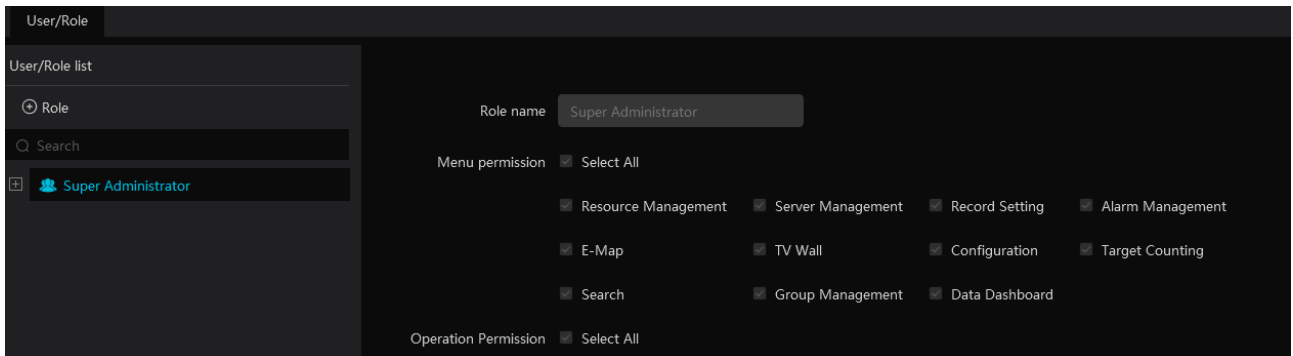 User/Role
User/Role list
Role
Search
Super Administrator
Role name Super Administrator
Menu permission Select All
Resource Management Server Management Record Setting Alarm Management
E-Map TV Wall Configuration Target Counting
Search Group Management Data Dashboard
Operation Permission Select All